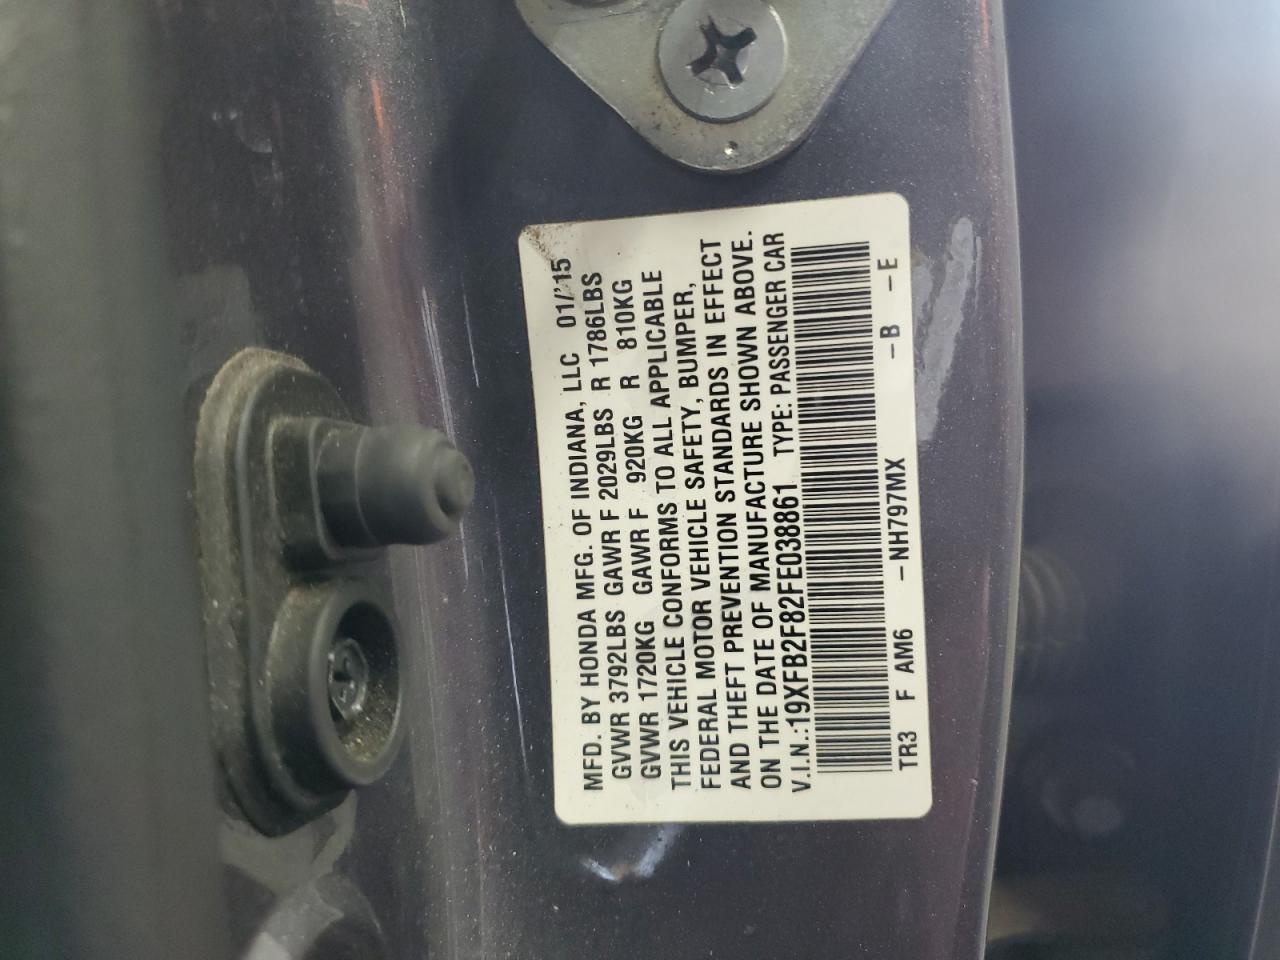 MFD. BY HONDA MFG. OF INDIANA, LLC 01/'15
GVWR 3792LBS GAWR F 2029LBS R 1786LBS
GVWR 1720KG GAWR F 920KG R 810KG
THIS VEHICLE CONFORMS TO ALL APPLICABLE
FEDERAL MOTOR VEHICLE SAFETY, BUMPER,
AND THEFT PREVENTION STANDARDS IN EFFECT
ON THE DATE OF MANUFACTURE SHOWN ABOVE.
V.I.N.:19XFB2F82FE038861 TYPE: PASSENGER CAR
TR3 F AM6 –NH797MX –B –E